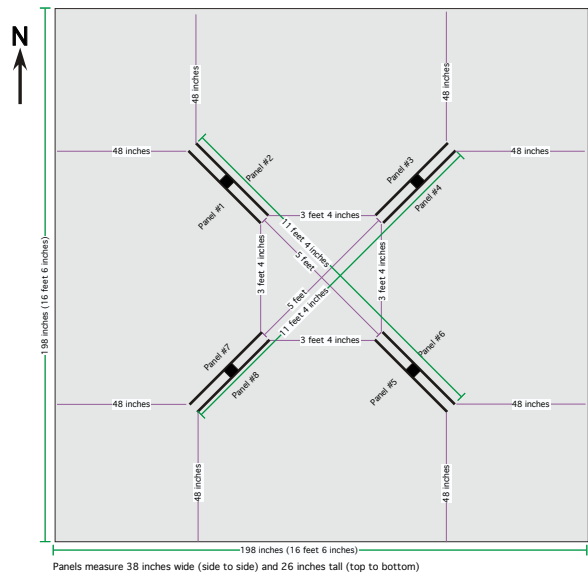 N
48 inches
48 inches
48 inches
48 inches
Panel #2
Panel #1
Panel #3
Panel #4
3 feet 4 inches
11 feet 4 inches
5 feet
3 feet 4 inches
3 feet 4 inches
198 inches (16 feet 6 inches)
5 feet
11 feet 4 inches
3 feet 4 inches
Panel #7
Panel #8
Panel #6
Panel #5
48 inches
48 inches
48 inches
48 inches
198 inches (16 feet 6 inches)
Panels measure 38 inches wide (side to side) and 26 inches tall (top to bottom)